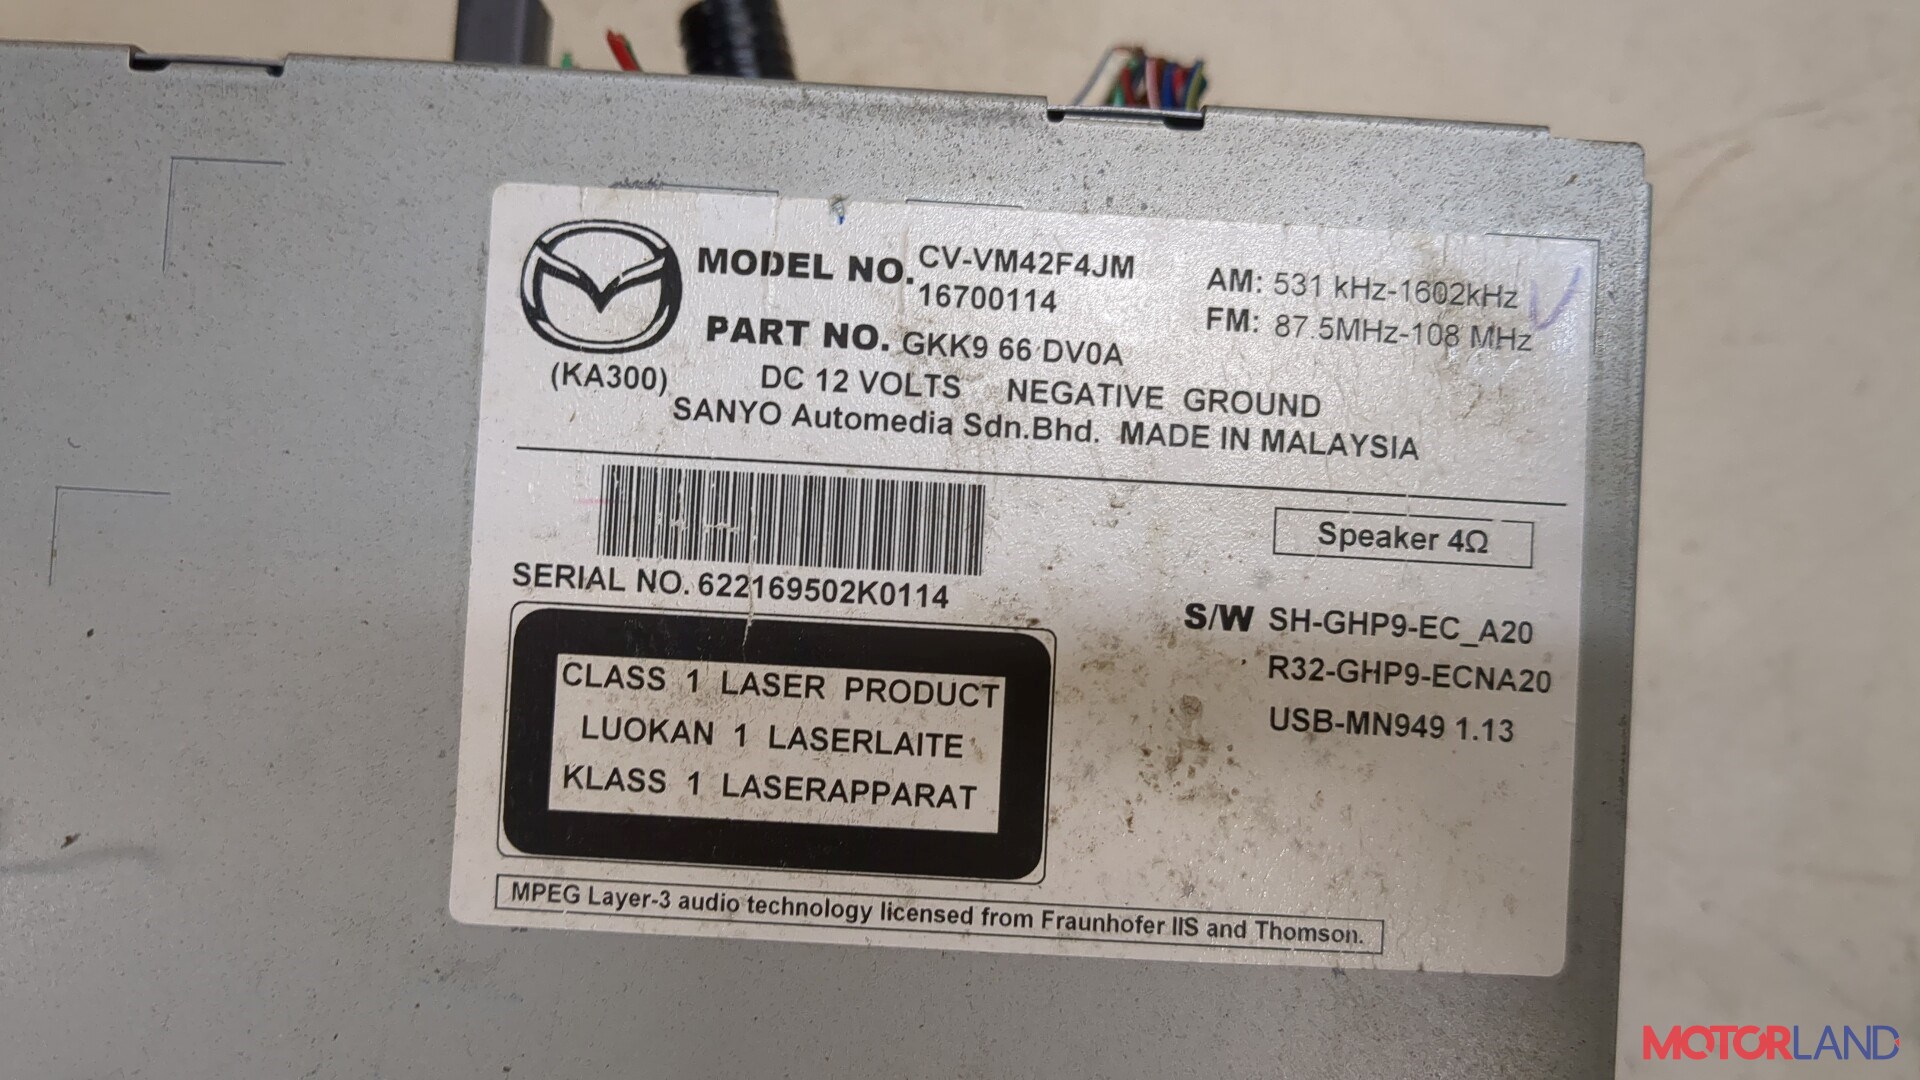 MODEL NO. CV-VM42F4JM
16700114
AM: 531 kHz-1602kHz
FM: 87.5MHz-108 MHz
PART NO. GKK9 66 DV0A
(KA300)
DC 12 VOLTS NEGATIVE GROUND
SANYO Automedia Sdn.Bhd. MADE IN MALAYSIA
Speaker 4Ω
SERIAL NO. 622169502K0114
S/W SH-GHP9-EC_A20
R32-GHP9-ECNA20
USB-MN949 1.13
CLASS 1 LASER PRODUCT
LUOKAN 1 LASERLAITE
KLASS 1 LASERAPPARAT
MPEG Layer-3 audio technology licensed from Fraunhofer IIS and Thomson.
MOTORLAND